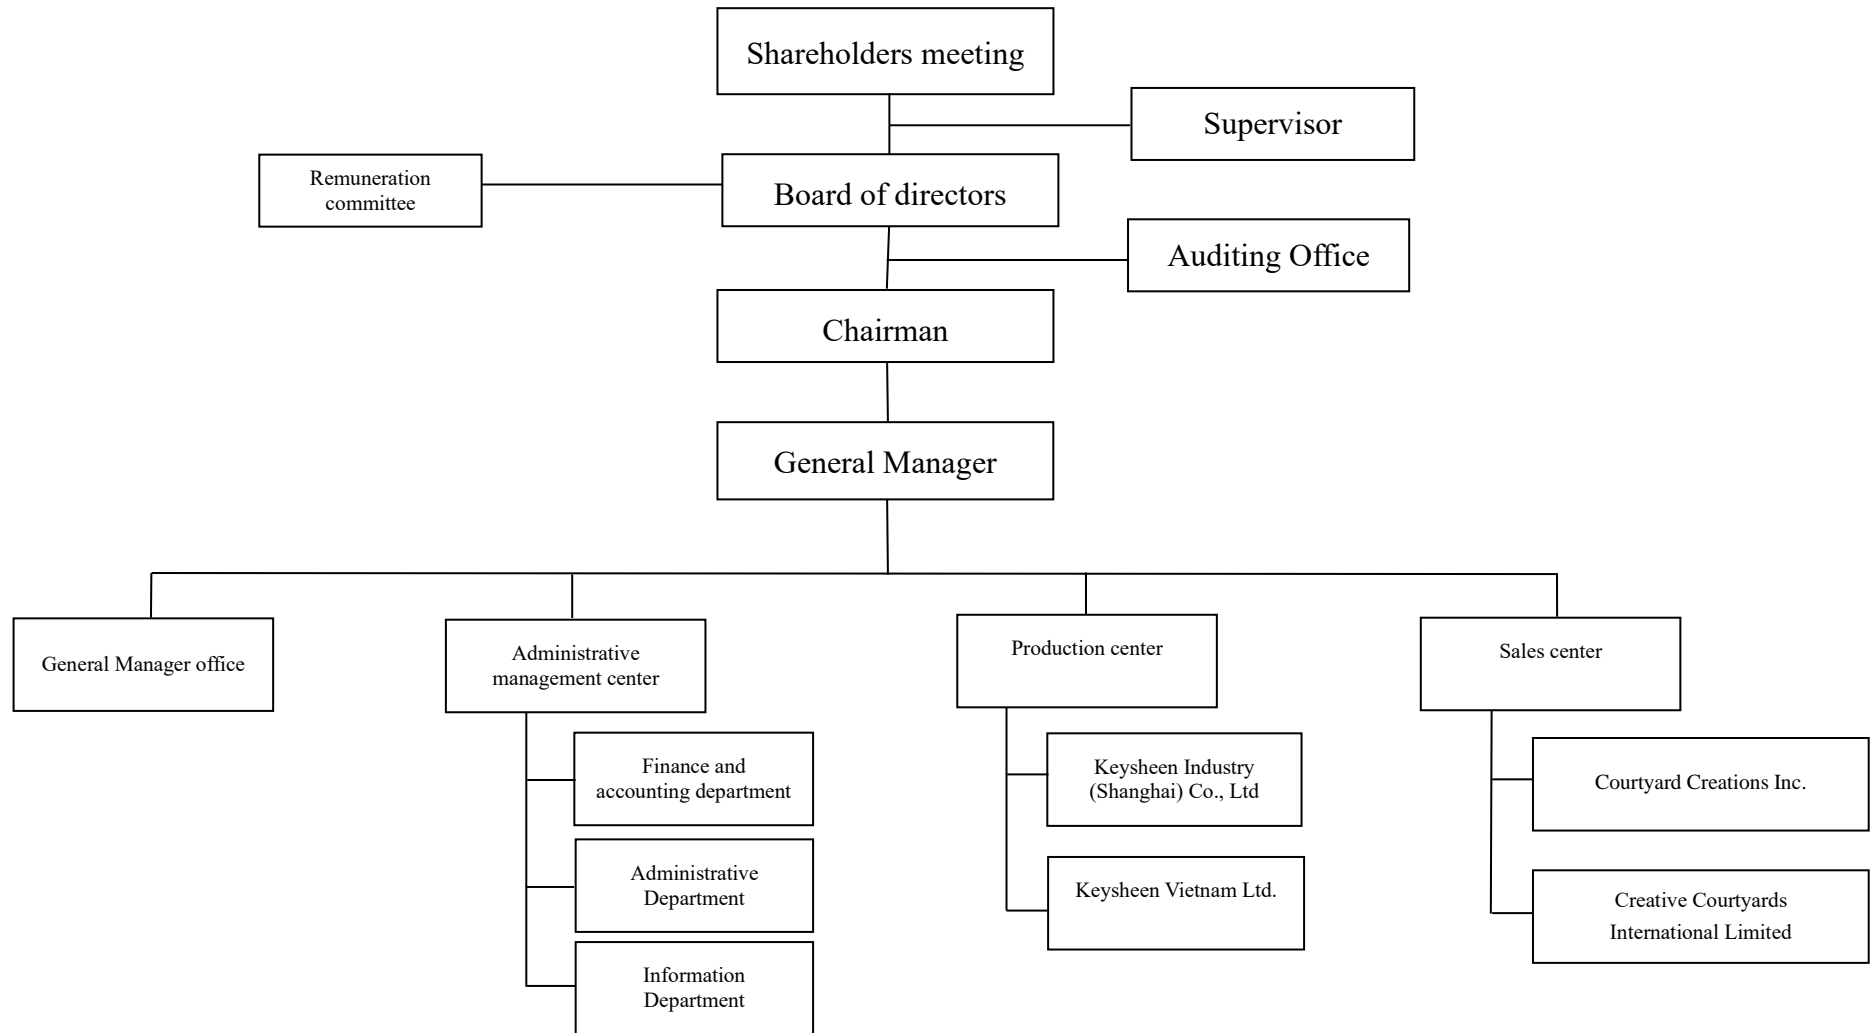 Shareholders meeting
Supervisor
Remuneration
committee
Board of directors
Auditing Office
Chairman
General Manager
General Manager office
Administrative
management center
Production center
Sales center
Finance and
accounting department
Keysheen Industry
(Shanghai) Co., Ltd
Courtyard Creations Inc.
Administrative
Department
Keysheen Vietnam Ltd.
Creative Courtyards
International Limited
Information
Department